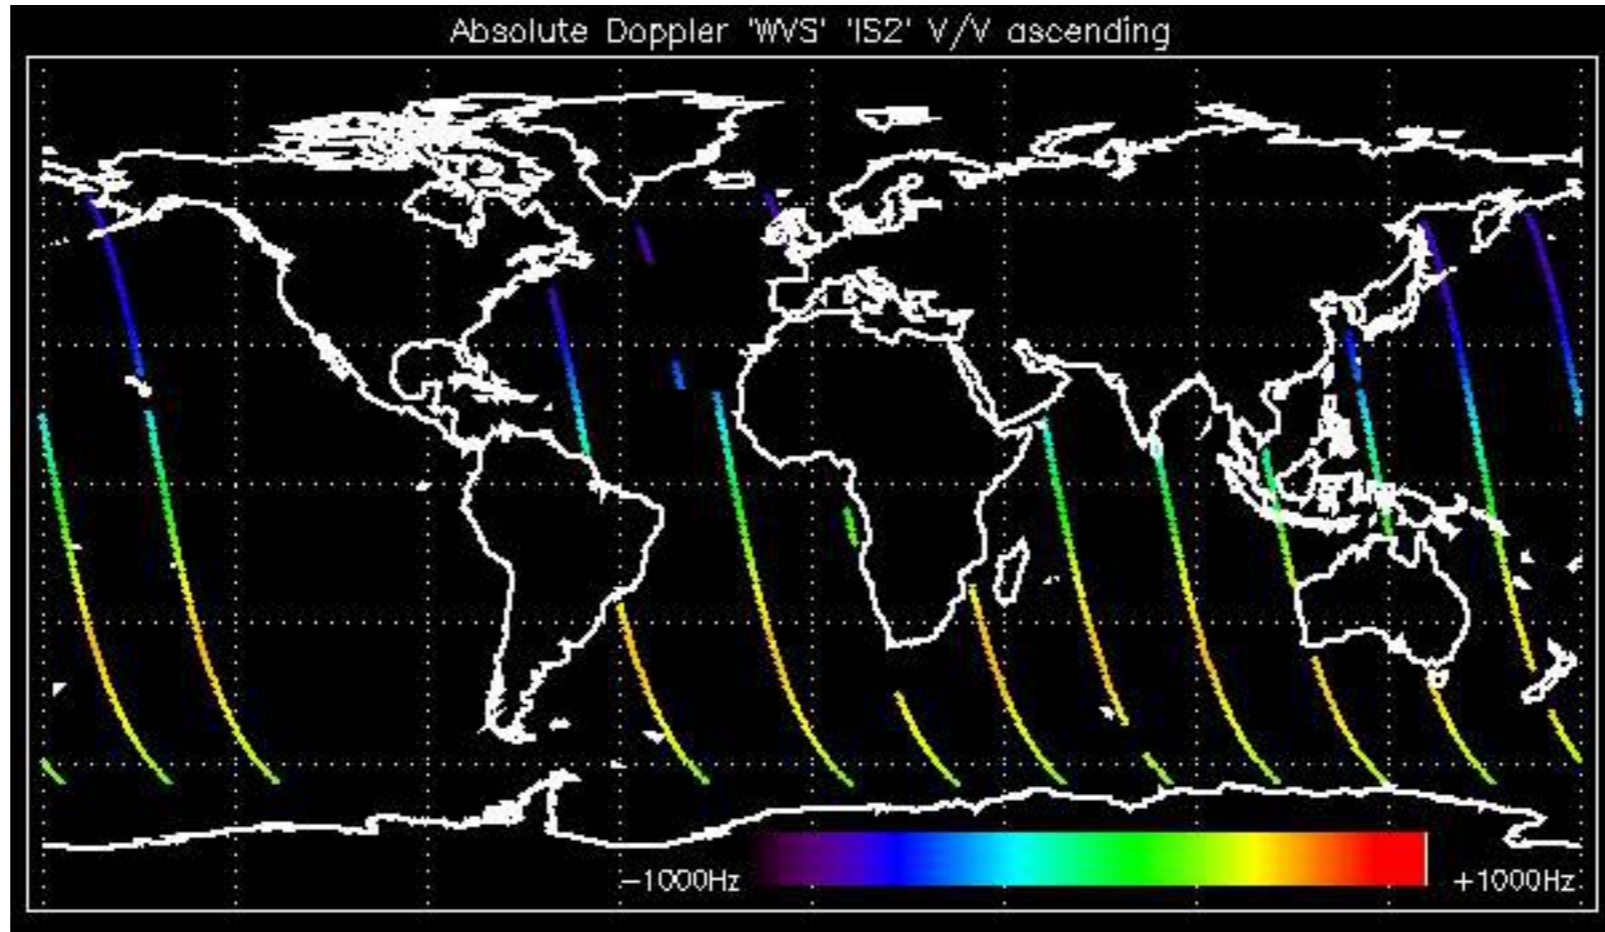 Absolute Doppler 'WVS' 'IS2' V/V ascending
−1000Hz +1000Hz